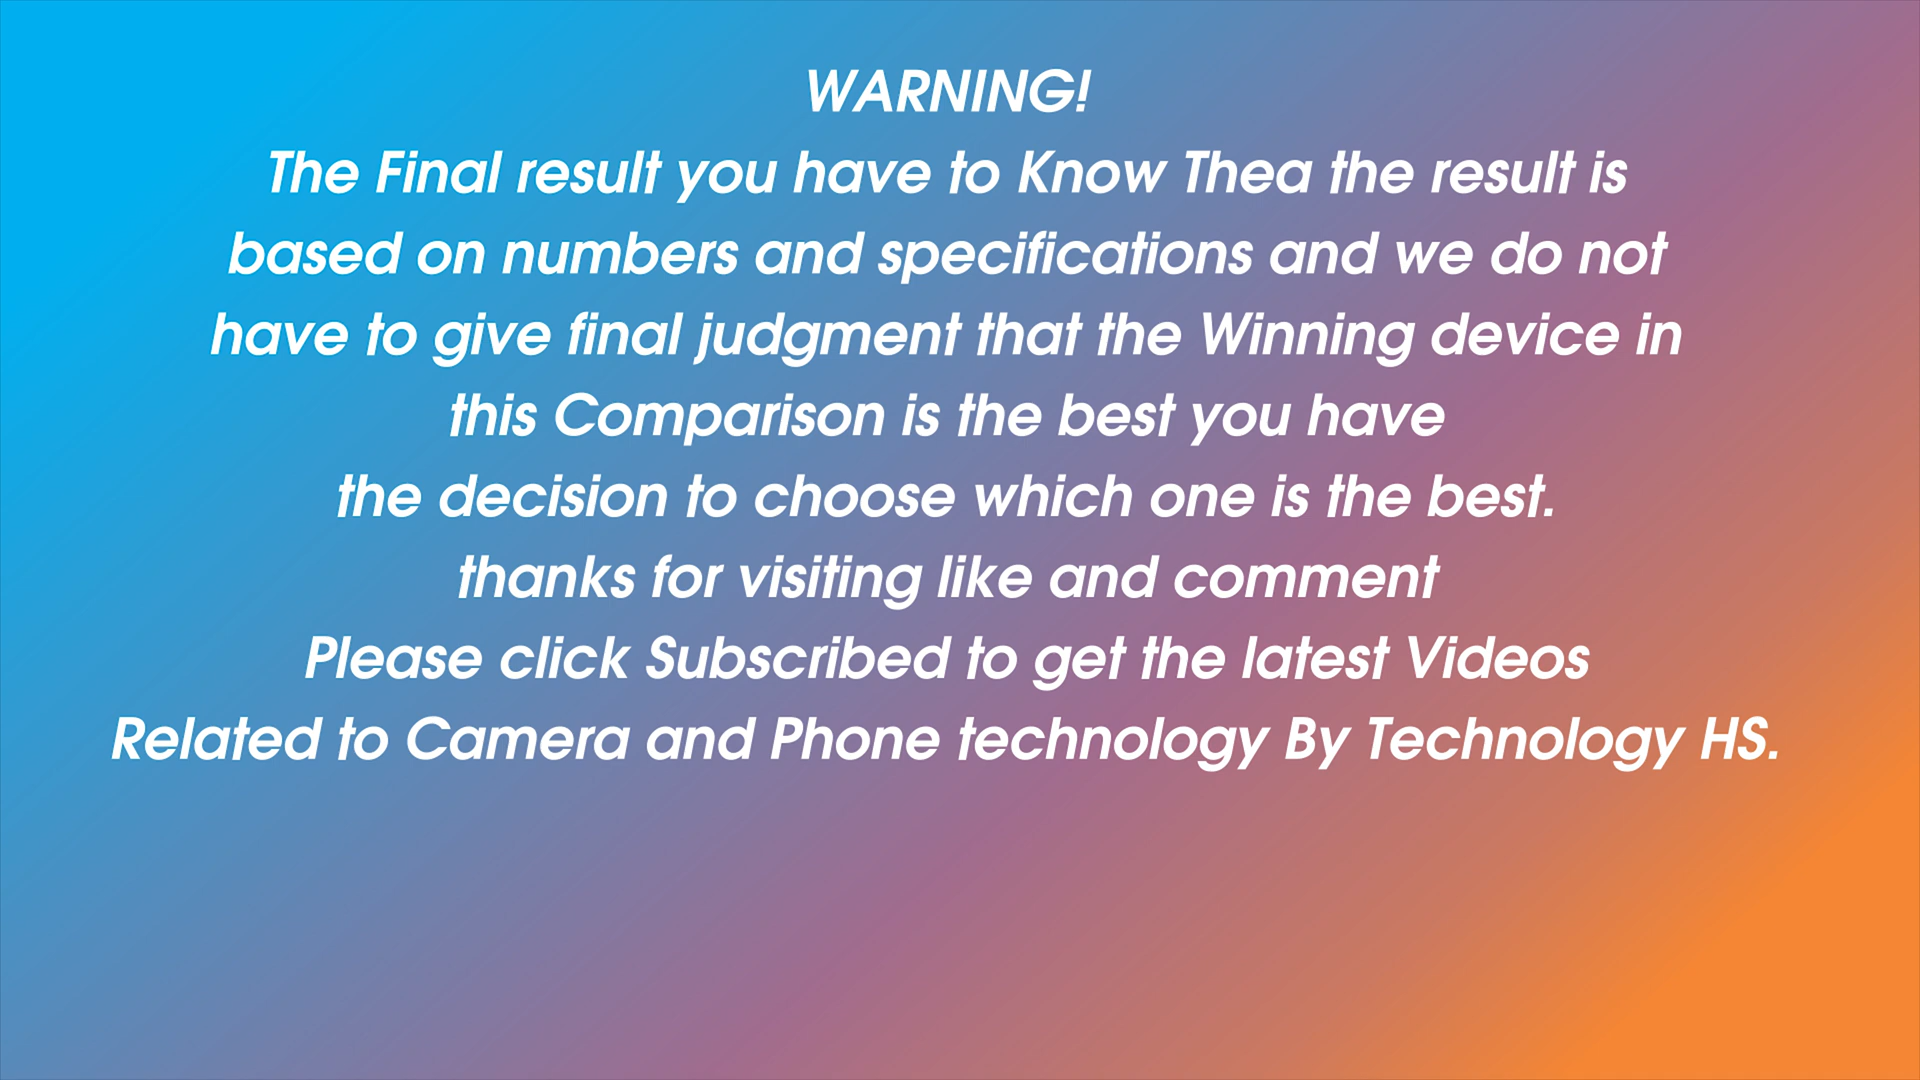 WARNING!
The Final result you have to Know Thea the result is
based on numbers and specifications and we do not
have to give final judgment that the Winning device in
this Comparison is the best you have
the decision to choose which one is the best.
thanks for visiting like and comment
Please click Subscribed to get the latest Videos
Related to Camera and Phone technology By Technology HS.